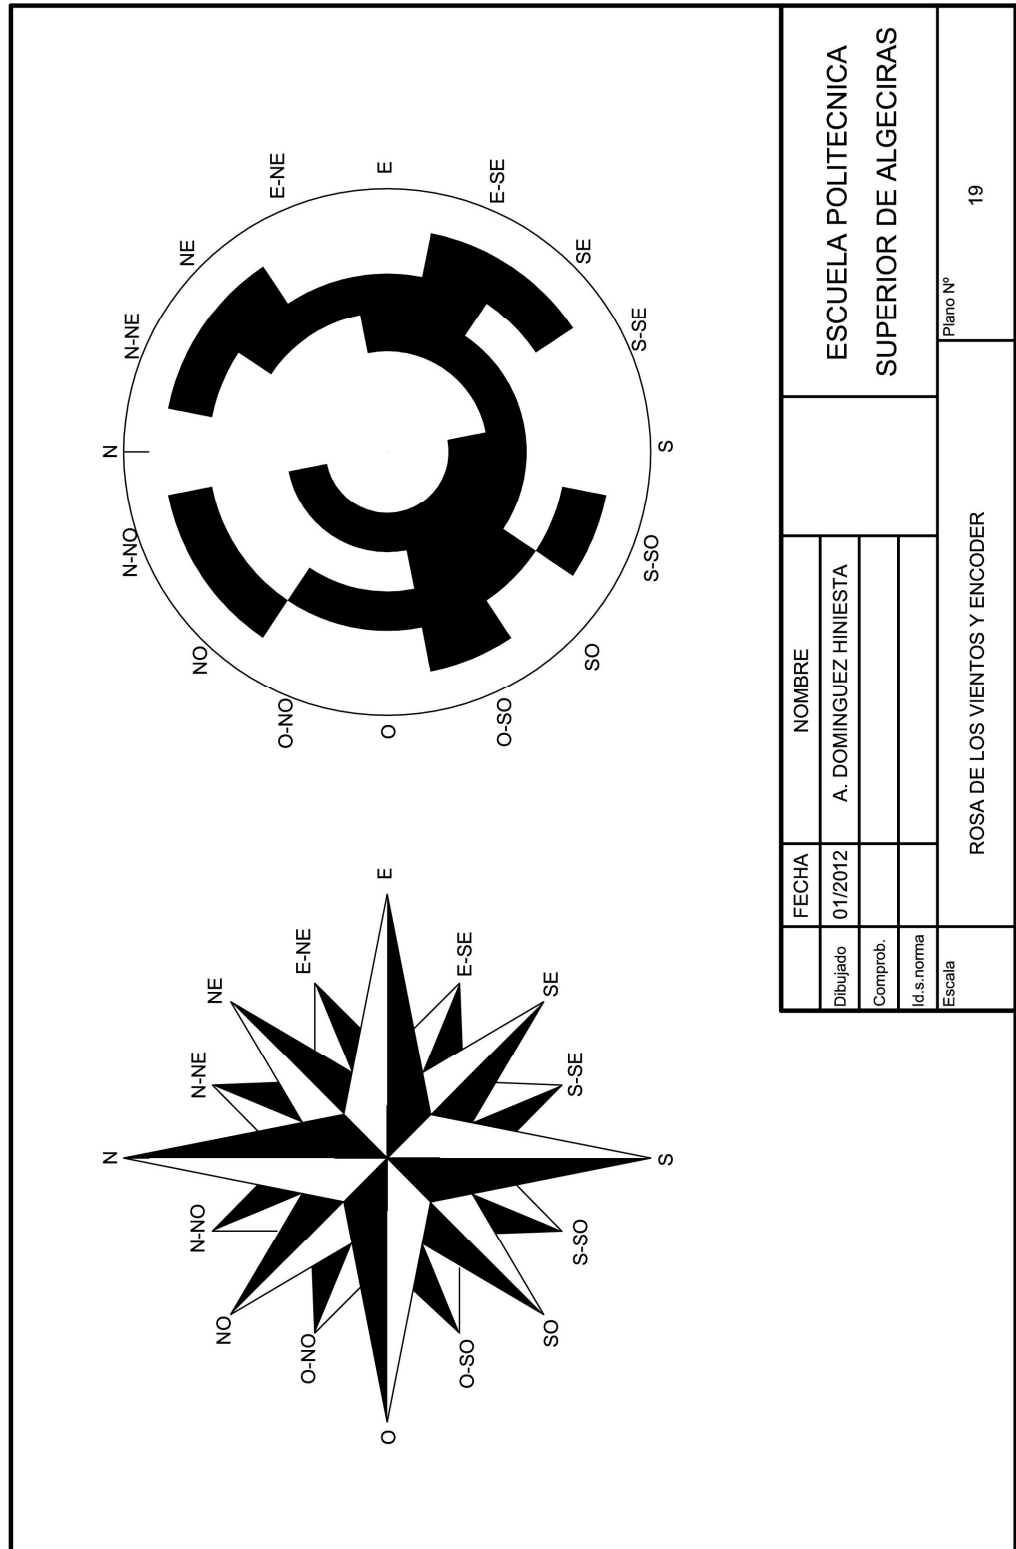 N
N-NO
N-NE
NO
NE
O-NO
E-NE
O
E
O-SO
E-SE
SO
SE
S-SO
S-SE
S
N
N-NO
N-NE
NO
NE
O-NO
E-NE
O
E
O-SO
E-SE
SO
SE
S-SO
S-SE
S
FECHA NOMBRE
Dibujado 01/2012 A. DOMINGUEZ HINIESTA
Comprob.
Id.s.norma
ESCUELA POLITECNICA
SUPERIOR DE ALGECIRAS
Escala
ROSA DE LOS VIENTOS Y ENCODER
Plano Nº
19